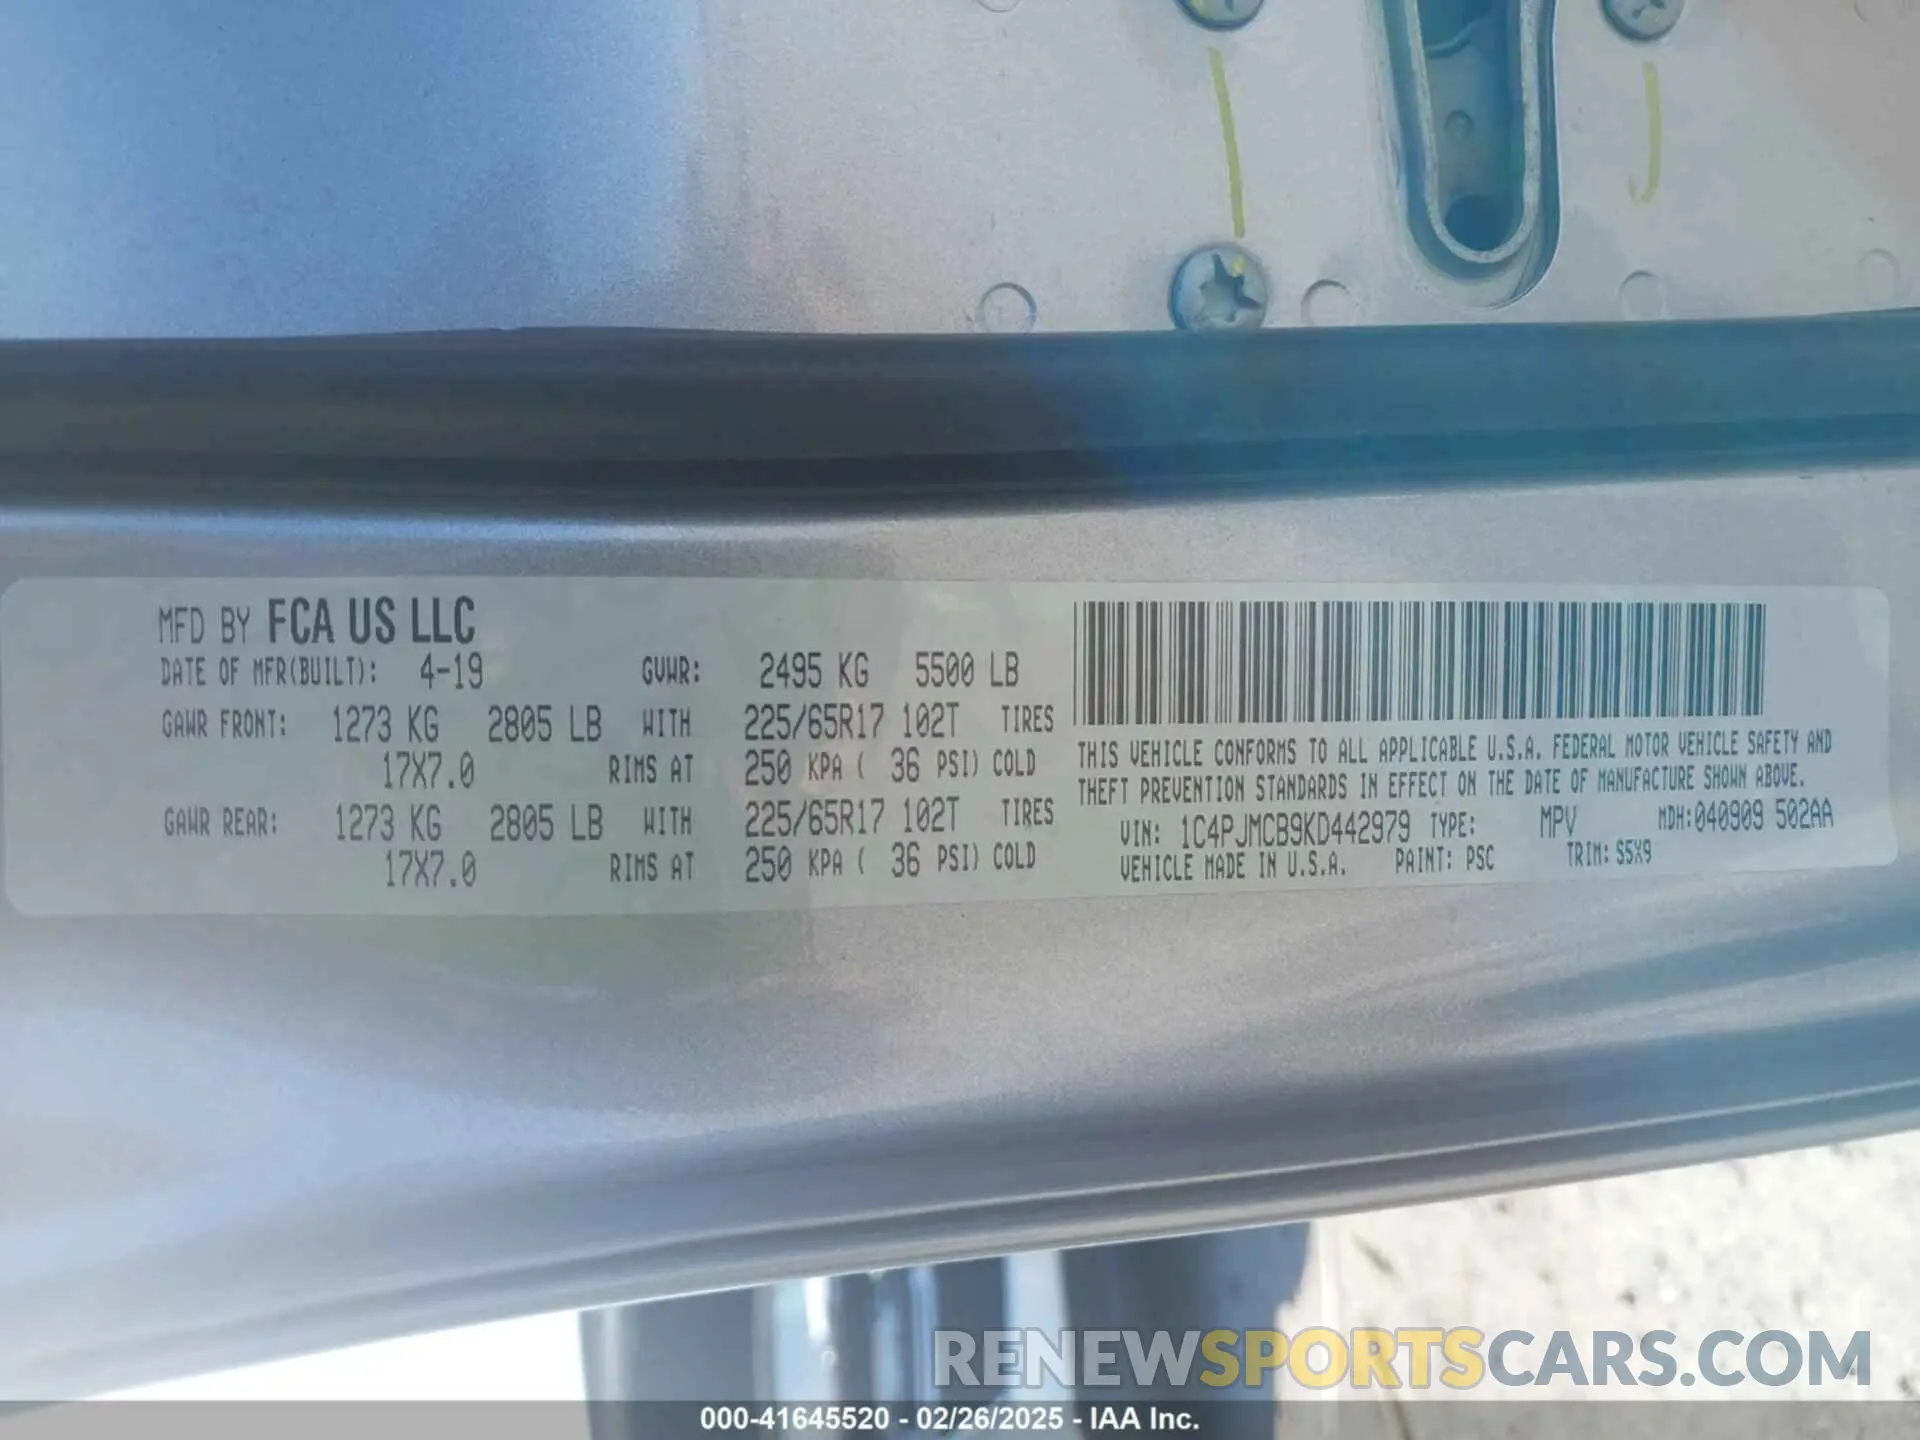 MFD BY FCA US LLC
DATE OF MFR(BUILT): 4-19 GVWR: 2495 KG 5500 LB
GAWR FRONT: 1273 KG 2805 LB WITH 225/65R17 102T TIRES
17X7.0 RIMS AT 250 KPA ( 36 PSI) COLD
GAWR REAR: 1273 KG 2805 LB WITH 225/65R17 102T TIRES
17X7.0 RIMS AT 250 KPA ( 36 PSI) COLD
THIS VEHICLE CONFORMS TO ALL APPLICABLE U.S.A. FEDERAL MOTOR VEHICLE SAFETY AND
THEFT PREVENTION STANDARDS IN EFFECT ON THE DATE OF MANUFACTURE SHOWN ABOVE.
VIN: 1C4PJMCB9KD442979 TYPE: MPV MDH:040909 502AA
VEHICLE MADE IN U.S.A. PAINT: PSC TRIM: S5X9
RENEWSPORTSCARS.COM
000-41645520 - 02/26/2025 - IAA Inc.